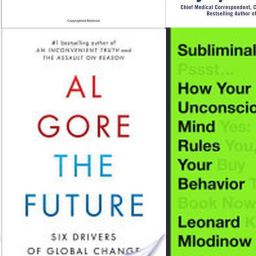 Chief Medical Correspondent, C
Bestselling Author of
#1 bestselling author of
AN INCONVENIENT TRUTH and
THE ASSAULT ON REASON
AL
GORE
THE
FUTURE
SIX DRIVERS
OF GLOBAL CHANGE
Subliminal
Pssst...
How Your
Unconscio
Mind Yes:
Rules You,
Your Buy
Behavior T
Book Now
Leonard K
Mlodinow S